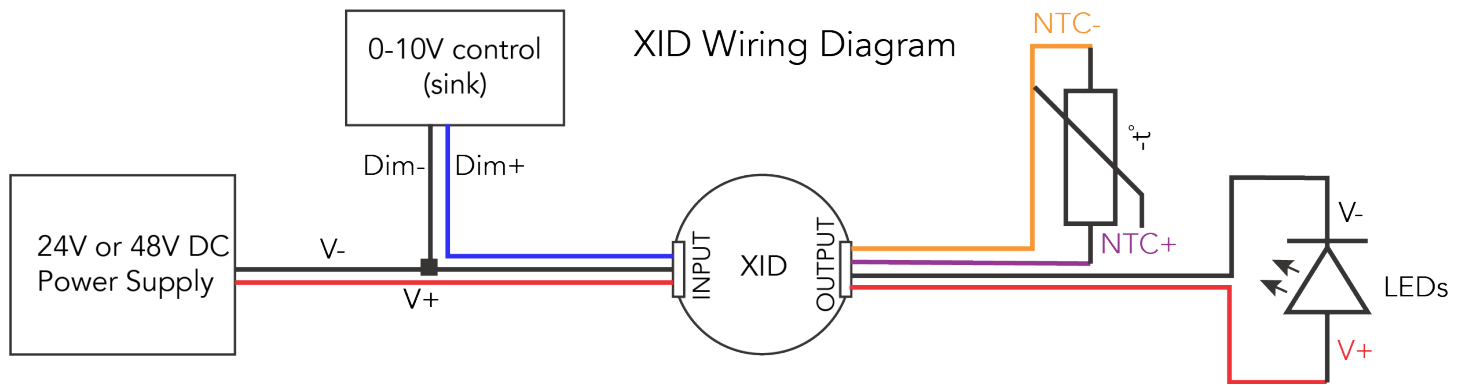 XID Wiring Diagram
0-10V control
(sink)
Dim-
Dim+
24V or 48V DC
Power Supply
V-
V+
INPUT
XID
OUTPUT
NTC-
-t°
NTC+
V-
LEDs
V+